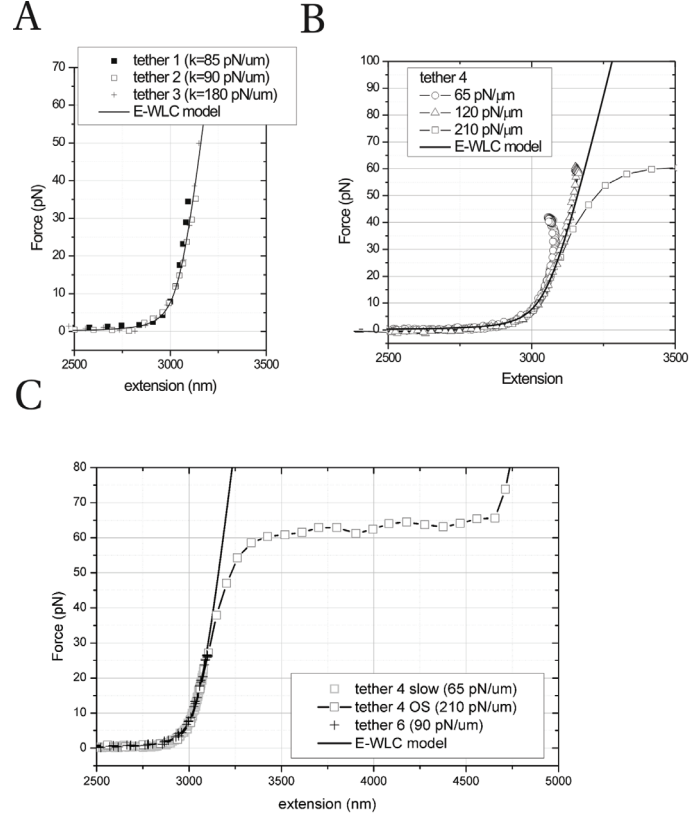 A
tether 1 (k=85 pN/um)
tether 2 (k=90 pN/um)
tether 3 (k=180 pN/um)
E-WLC model
70
60
50
40
30
20
10
0
Force (pN)
2500
3000
3500
extension (nm)
B
tether 4
65 pN/μm
120 pN/μm
210 pN/μm
E-WLC model
100
90
80
70
60
50
40
30
20
10
0
Force (pN)
2500
3000
3500
Extension
C
80
70
60
50
40
30
20
10
0
Force (pN)
tether 4 slow (65 pN/um)
tether 4 OS (210 pN/um)
tether 6 (90 pN/um)
E-WLC model
2500
3000
3500
4000
4500
5000
extension (nm)